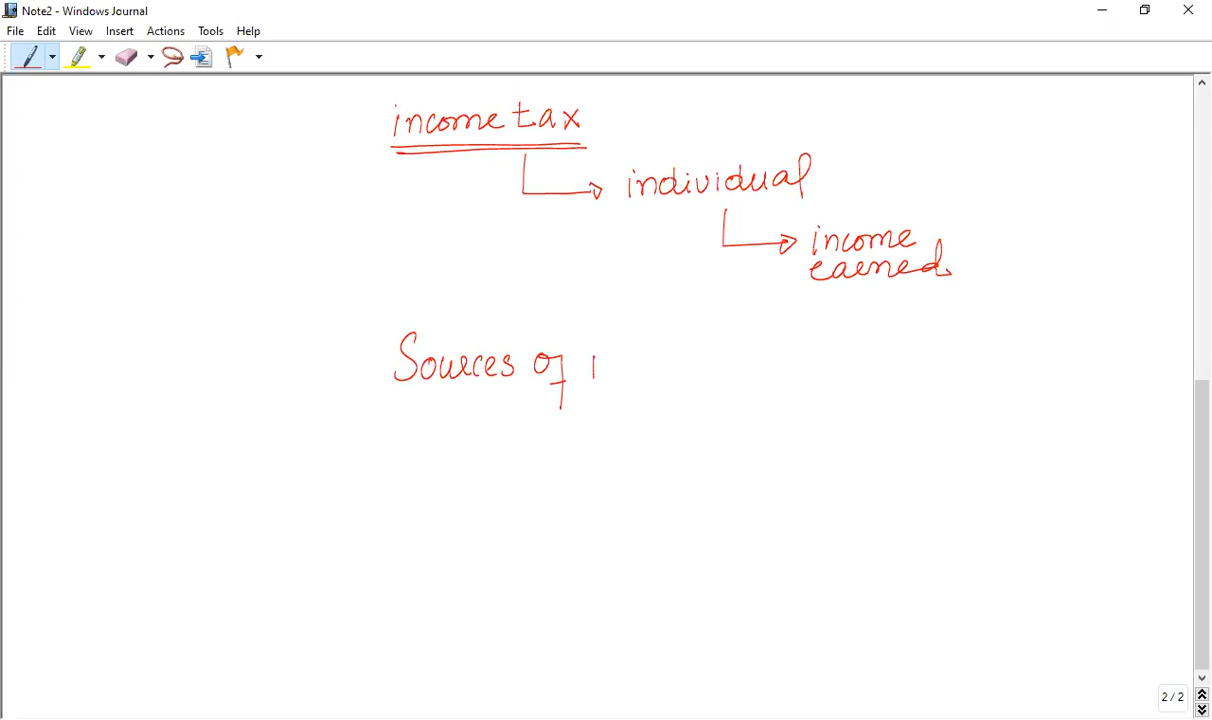 Note2 - Windows Journal
File Edit View Insert Actions Tools Help
income tax
individual
income
earned
Sources of
2 / 2